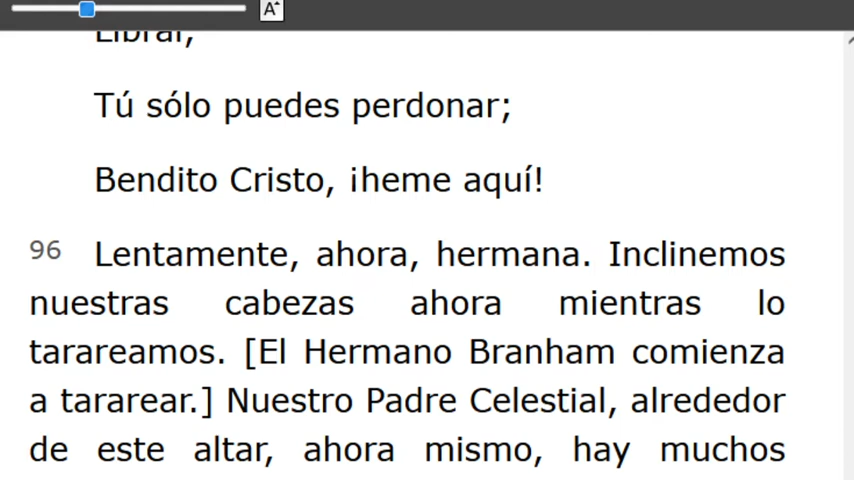 Librar,
Tú sólo puedes perdonar;
Bendito Cristo, ¡heme aquí!
96 Lentamente, ahora, hermana. Inclinemos
nuestras cabezas ahora mientras lo
tarareamos. [El Hermano Branham comienza
a tararear.] Nuestro Padre Celestial, alrededor
de este altar, ahora mismo, hay muchos